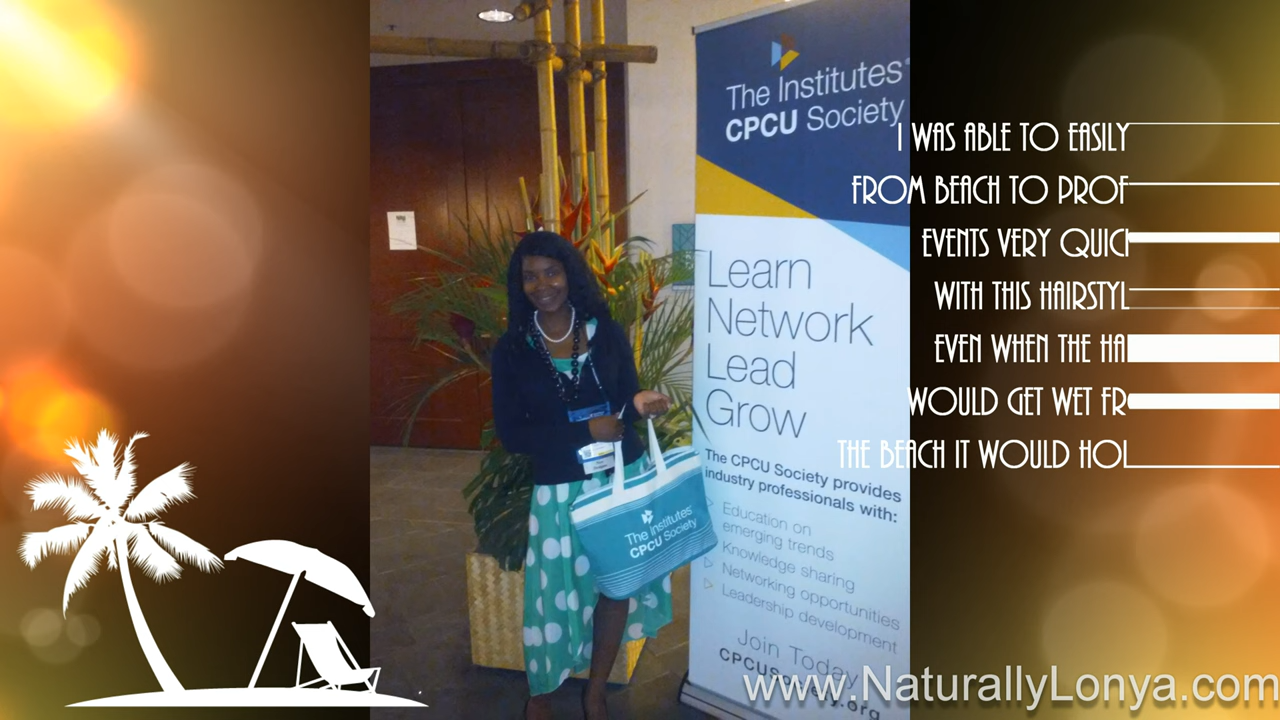 The Institutes
CPCU Society
I WAS ABLE TO EASILY
FROM BEACH TO PROF
EVENTS VERY QUIC
WITH THIS HAIRSTYL
EVEN WHEN THE HA
WOULD GET WET FR
THE BEACH IT WOULD HOL
Learn
Network
Lead
Grow
The CPCU Society provides
industry professionals with:
Education on
emerging trends
Knowledge sharing
Networking opportunities
Leadership development
Join Today
CPCUSociety.org
The Institutes
CPCU Society
www.NaturallyLonya.com